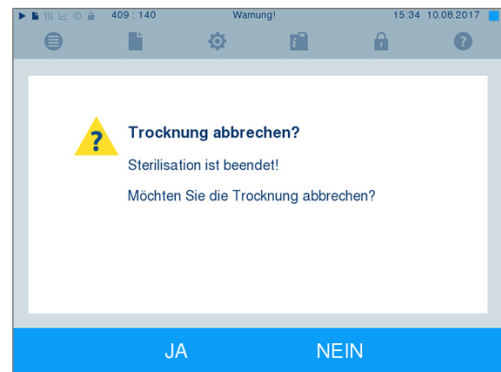 409 : 140 Warnung! 15:34 10.08.2017
Trocknung abbrechen?
Sterilisation ist beendet!
Möchten Sie die Trocknung abbrechen?
JA NEIN